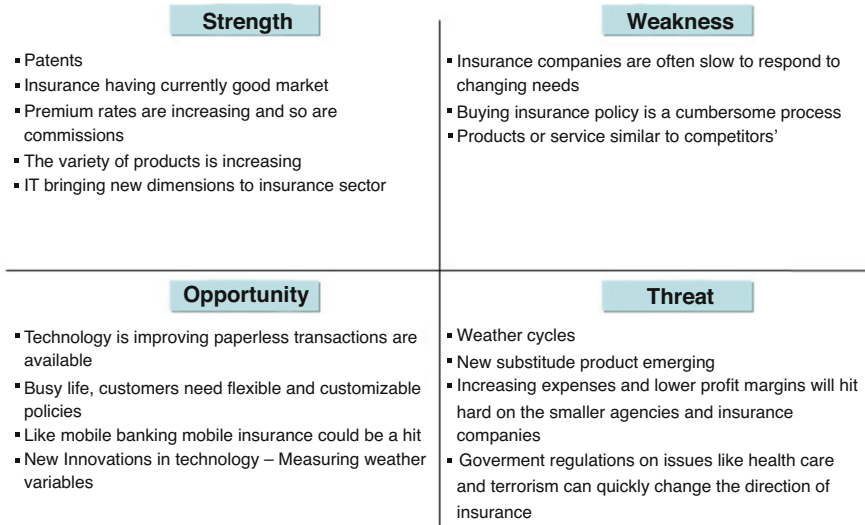 Strength
▪ Patents
▪ Insurance having currently good market
▪ Premium rates are increasing and so are
commissions
▪ The variety of products is increasing
▪ IT bringing new dimensions to insurance sector
Weakness
▪ Insurance companies are often slow to respond to
changing needs
▪ Buying insurance policy is a cumbersome process
▪ Products or service similar to competitors’
Opportunity
▪ Technology is improving paperless transactions are
available
▪ Busy life, customers need flexible and customizable
policies
▪ Like mobile banking mobile insurance could be a hit
▪ New Innovations in technology – Measuring weather
variables
Threat
▪ Weather cycles
▪ New substitude product emerging
▪ Increasing expenses and lower profit margins will hit
hard on the smaller agencies and insurance
companies
▪ Goverment regulations on issues like health care
and terrorism can quickly change the direction of
insurance